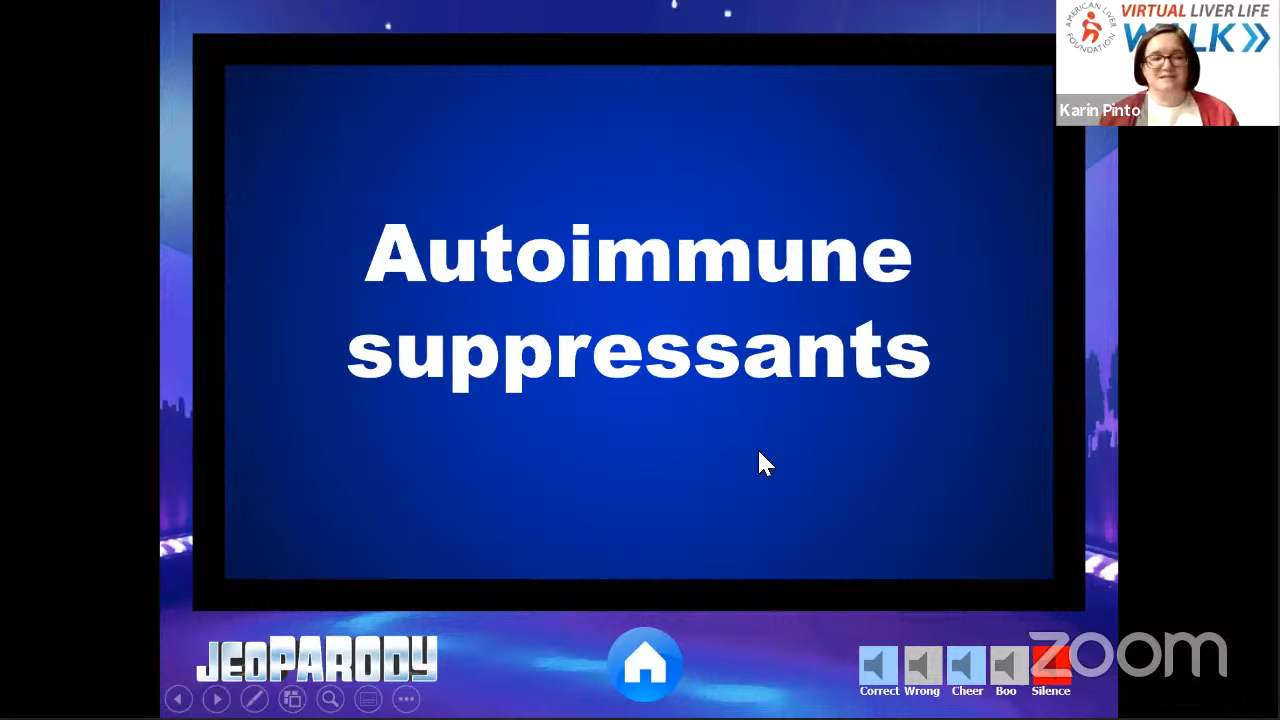 AMERICAN LIVER FOUNDATION
VIRTUAL LIVER LIFE
WALK
Karin Pinto
Autoimmune
suppressants
JEOPARODY
zoom
Correct Wrong Cheer Boo Silence